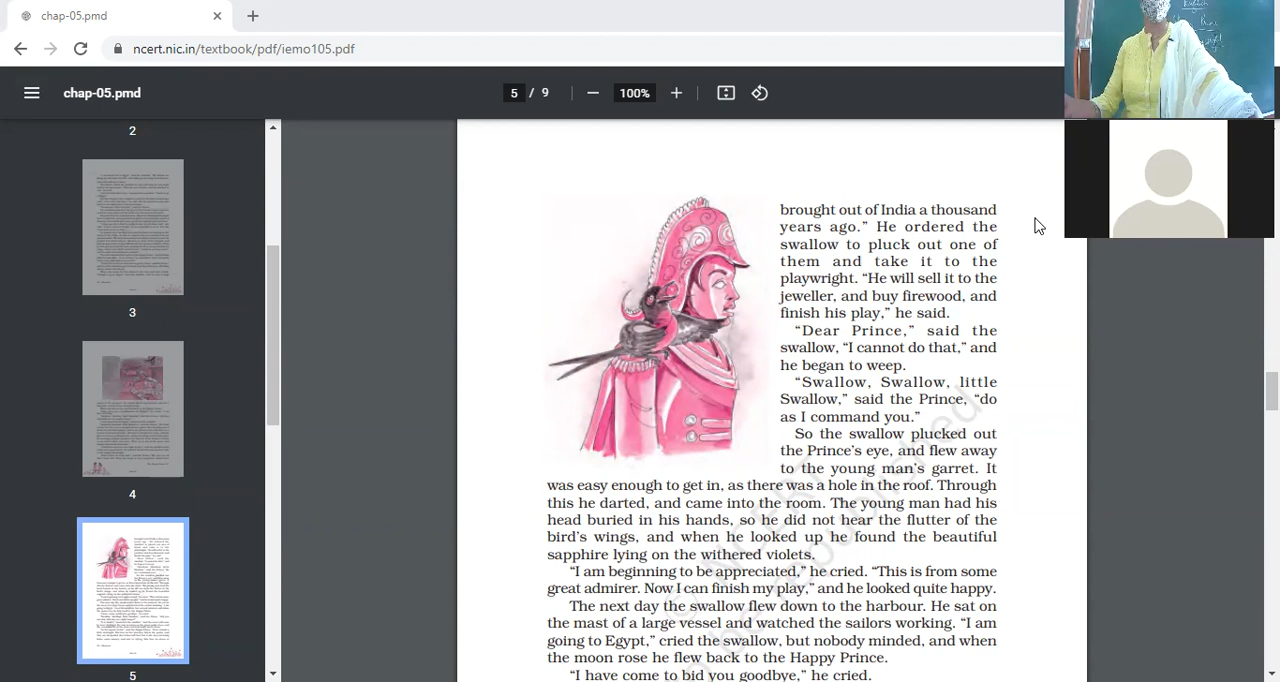 chap-05.pmd
ncert.nic.in/textbook/pdf/iemo105.pdf
chap-05.pmd
5 / 9
100%
2
3
4
5
brought out of India a thousand
years ago.” He ordered the
swallow to pluck out one of
them and take it to the
playwright. “He will sell it to the
jeweller, and buy firewood, and
finish his play,” he said.
“Dear Prince,” said the
swallow, “I cannot do that,” and
he began to weep.
“Swallow, Swallow, little
Swallow,” said the Prince, “do
as I command you.”
So the swallow plucked out
the Prince’s eye, and flew away
to the young man’s garret. It
was easy enough to get in, as there was a hole in the roof. Through
this he darted, and came into the room. The young man had his
head buried in his hands, so he did not hear the flutter of the
bird’s wings, and when he looked up he found the beautiful
sapphire lying on the withered violets.
“I am beginning to be appreciated,” he cried. “This is from some
great admirer. Now I can finish my play,” and he looked quite happy.
The next day the swallow flew down to the harbour. He sat on
the mast of a large vessel and watched the sailors working. “I am
going to Egypt,” cried the swallow, but nobody minded, and when
the moon rose he flew back to the Happy Prince.
“I have come to bid you goodbye,” he cried.